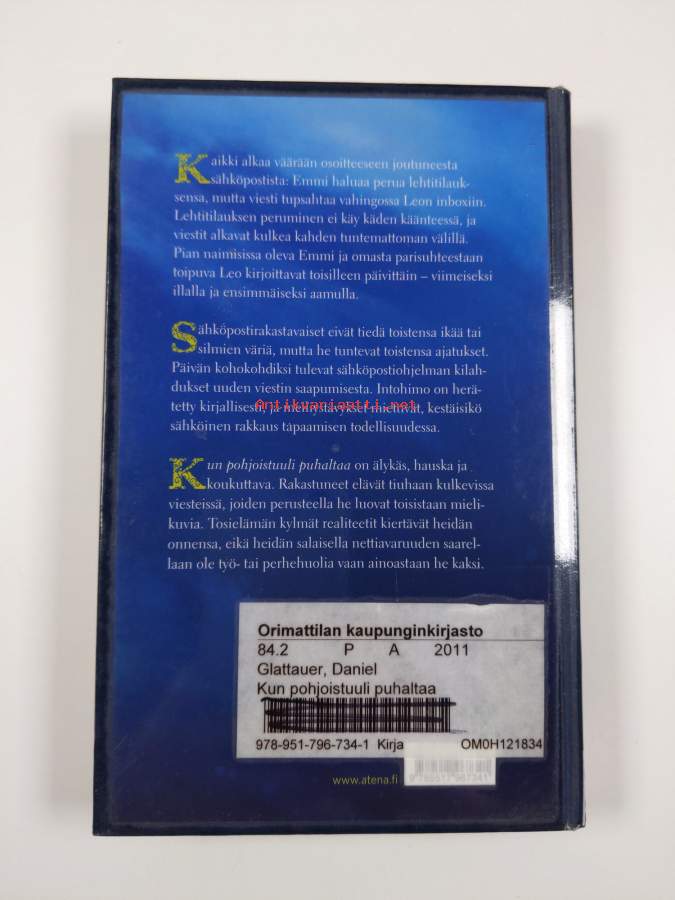 Kaikki alkaa väärään osoitteeseen joutuneesta
sähköpostista: Emmi haluaa perua lehtitilauk-
sensa, mutta viesti tupsahtaa vahingossa Leon inboxiin.
Lehtitilauksen peruminen ei käy käden käänteessä, ja
viestit alkavat kulkea kahden tuntemattoman välillä.
Pian naimisissa oleva Emmi ja omasta parisuhteestaan
toipuva Leo kirjoittavat toisilleen päivittäin – viimeiseksi
illalla ja ensimmäiseksi aamulla.
Sähköpostirakastavaiset eivät tiedä toistensa ikää tai
silmien väriä, mutta he tuntevat toistensa ajatukset.
Päivän kohokohdiksi tulevat sähköpostiohjelman kilah-
dukset uuden viestin saapumisesta. Intohimo on herä-
tetty kirjallisesti, ja miettivät, kestäisikö
Antikvariaatti.net
sähköinen rakkaus tapaamisen todellisuudessa.
Kun pohjoistuuli puhaltaa on älykäs, hauska ja
koukuttava. Rakastuneet elävät tiuhaan kulkevissa
viesteissä, joiden perusteella he luovat toisistaan mieli-
kuvia. Tosielämän kylmät realiteetit kiertävät heidän
onnensa, eikä heidän salaisella nettiavaruuden saarel-
laan ole työ- tai perhehuolia vaan ainoastaan he kaksi.
Orimattilan kaupunginkirjasto
84.2 P A 2011
Glattauer, Daniel
Kun pohjoistuuli puhaltaa
978-951-796-734-1 Kirja OM0H121834
www.atena.fi
9 789517 967341